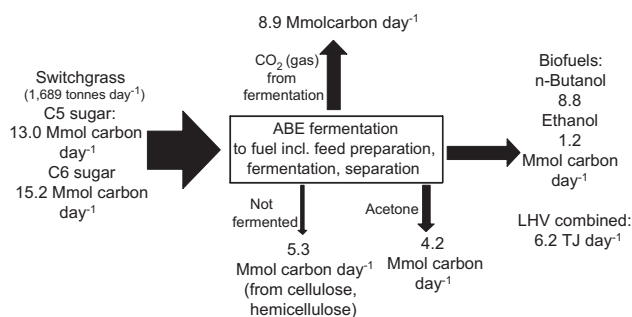 8.9 Mmolcarbon day⁻¹
CO₂ (gas)
from
fermentation
Switchgrass
(1,689 tonnes day⁻¹)
C5 sugar:
13.0 Mmol carbon
day⁻¹
C6 sugar
15.2 Mmol carbon
day⁻¹
ABE fermentation
to fuel incl. feed preparation,
fermentation, separation
Biofuels:
n-Butanol
8.8
Ethanol
1.2
Mmol carbon
day⁻¹
LHV combined:
6.2 TJ day⁻¹
Not
fermented
5.3
Mmol carbon day⁻¹
(from cellulose,
hemicellulose)
Acetone
4.2
Mmol carbon
day⁻¹